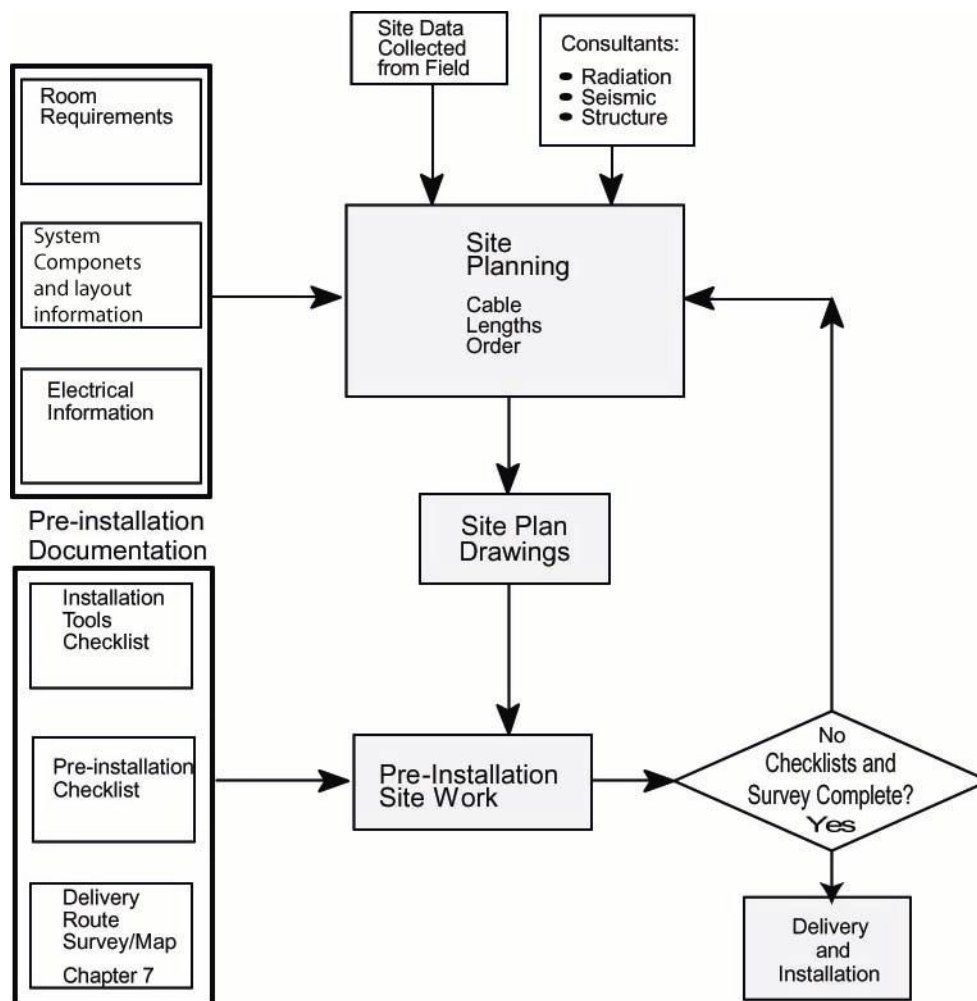 Site Data
Collected
from Field
Consultants:
• Radiation
• Seismic
• Structure
Room
Requirements
System
Componets
and layout
information
Electrical
Information
Site
Planning
Cable
Lengths
Order
Pre-installation
Documentation
Site Plan
Drawings
Installation
Tools
Checklist
Pre-installation
Checklist
Delivery
Route
Survey/Map
Chapter 7
Pre-Installation
Site Work
No
Checklists and
Survey Complete?
Yes
Delivery
and
Installation